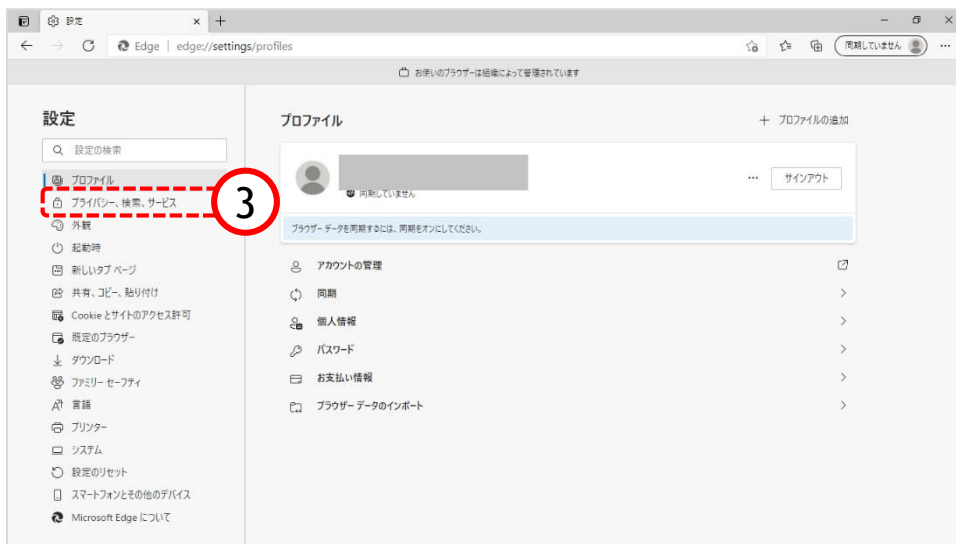 設定
Edge | edge://settings/profiles
同期していません
お使いのブラウザーは組織によって管理されています
設定
設定の検索
プロファイル
プライバシー、検索、サービス
3
外観
起動時
新しいタブ ページ
共有、コピー、貼り付け
Cookie とサイトのアクセス許可
既定のブラウザー
ダウンロード
ファミリー セーフティ
言語
プリンター
システム
設定のリセット
スマートフォンとその他のデバイス
Microsoft Edge について
プロファイル
+ プロファイルの追加
同期していません
サインアウト
ブラウザー データを同期するには、同期をオンにしてください。
アカウントの管理
同期
個人情報
パスワード
お支払い情報
ブラウザー データのインポート